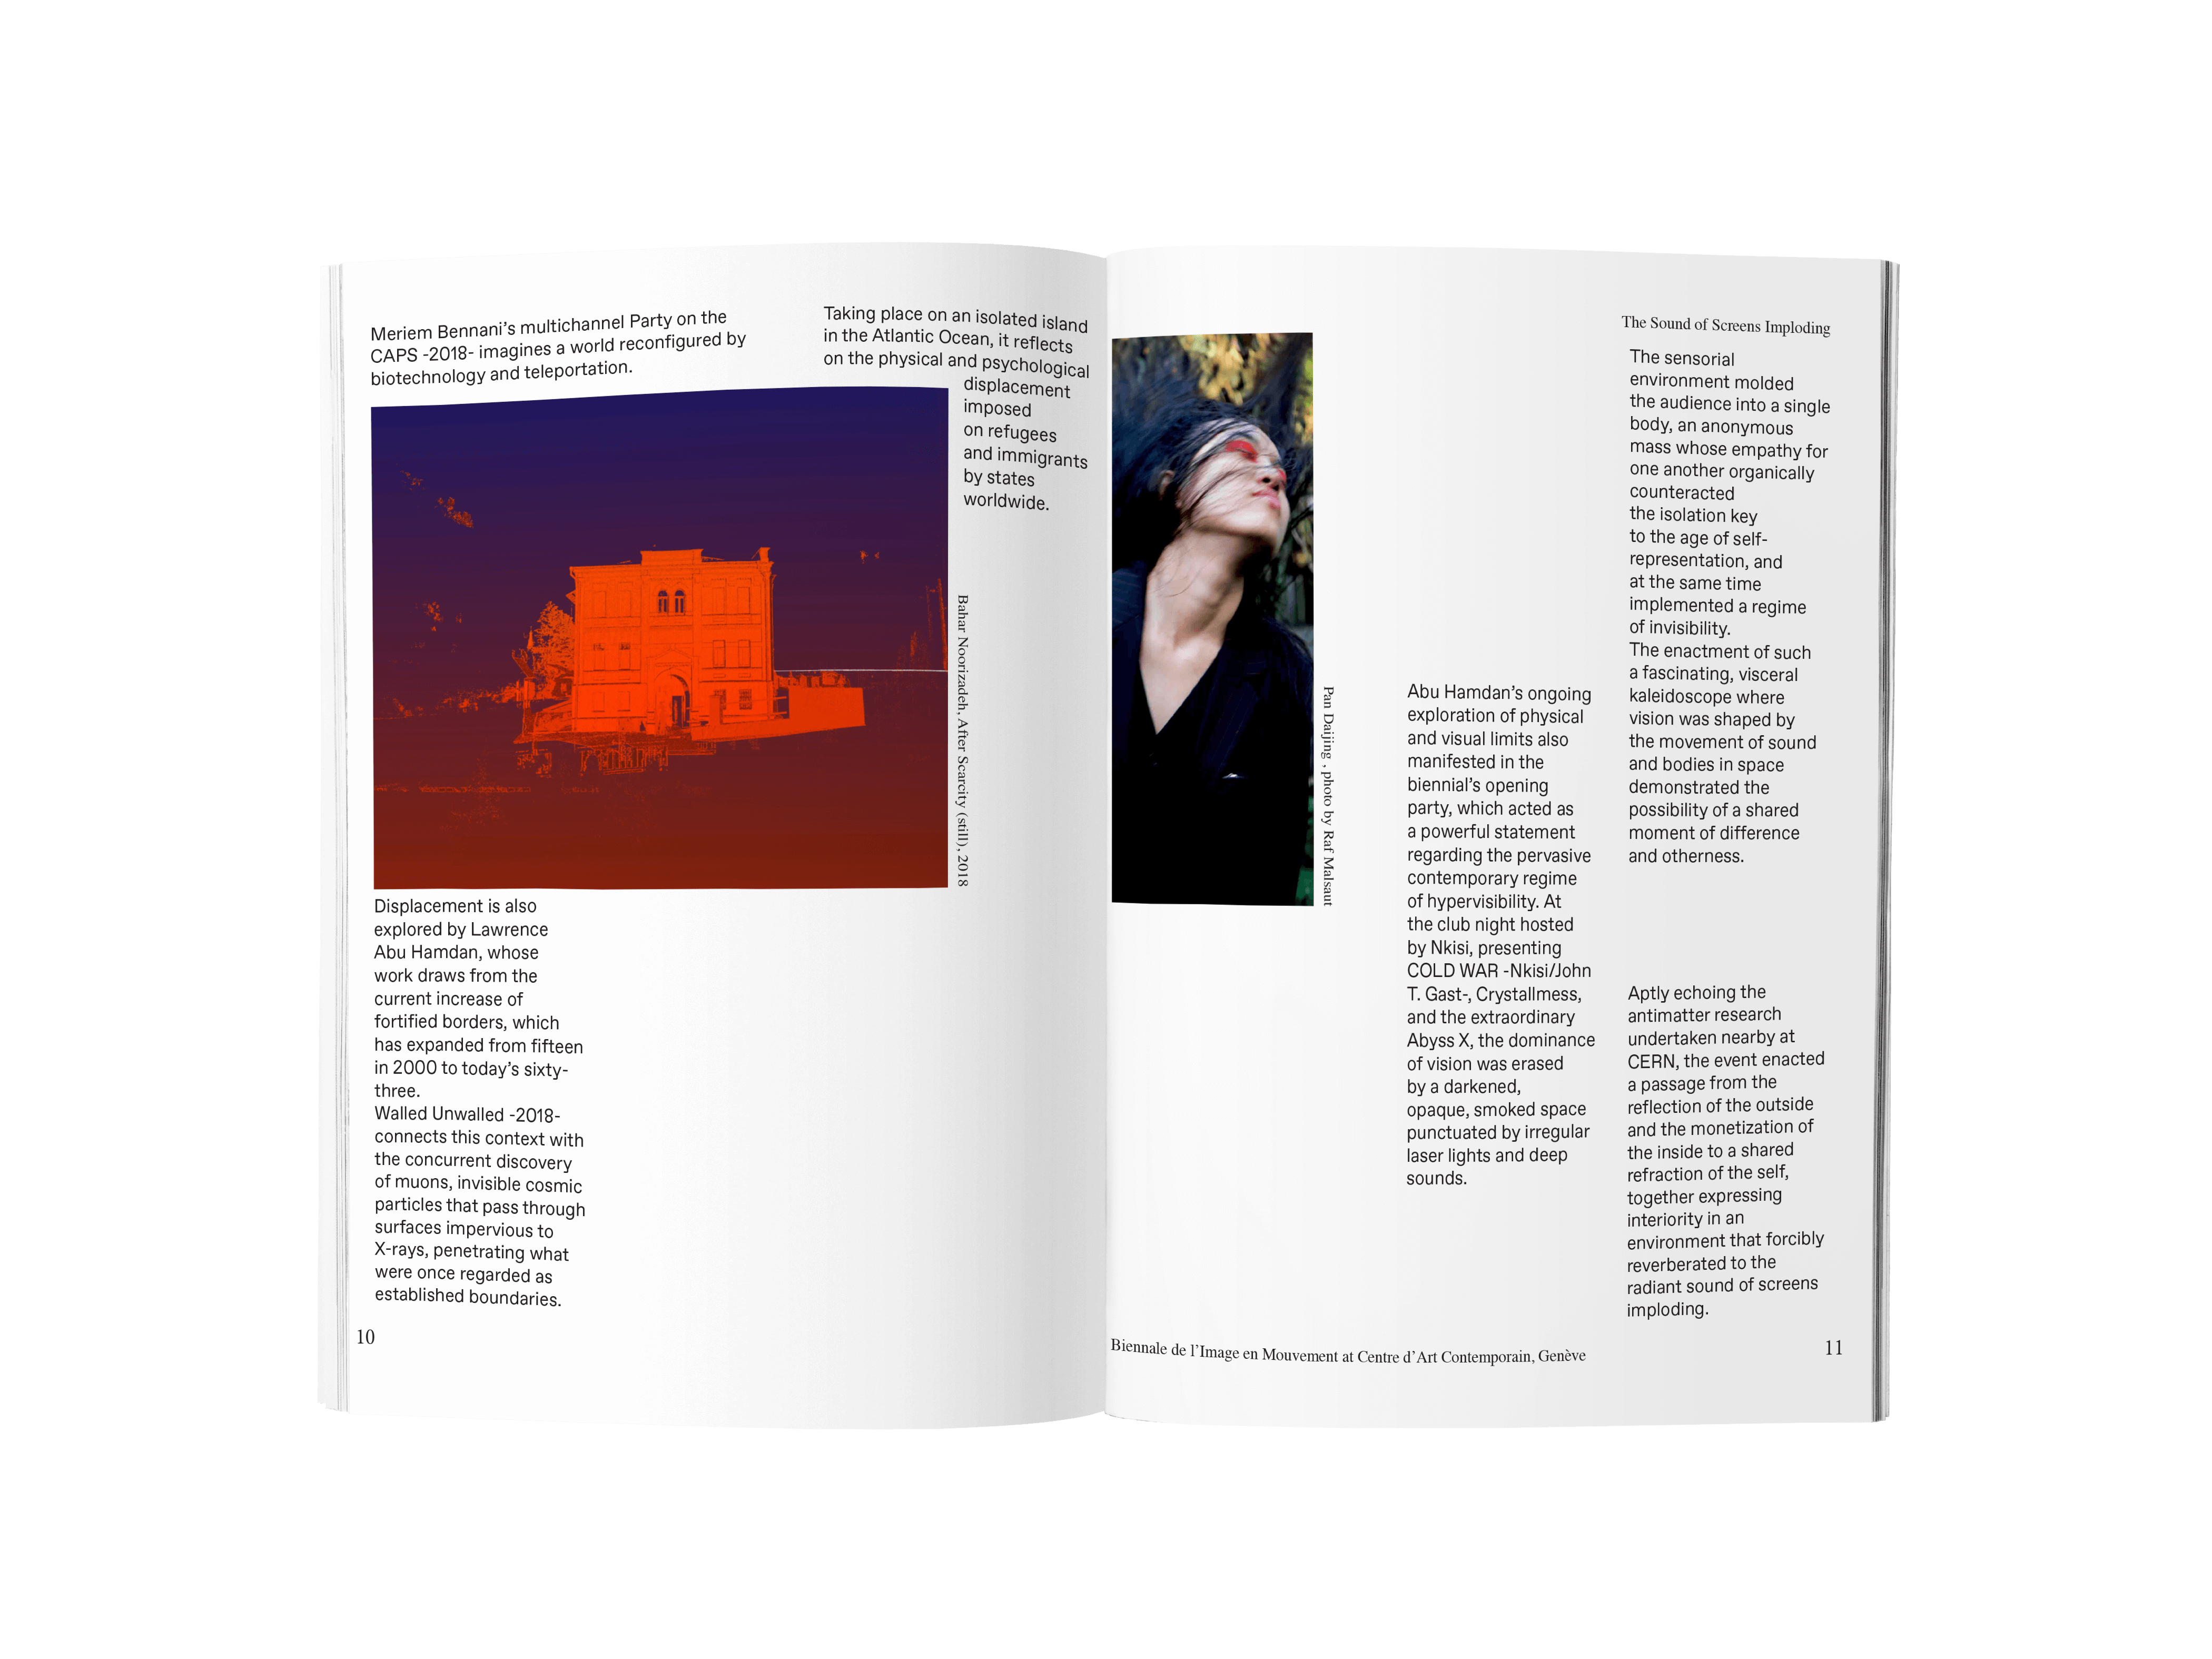 Meriem Bennani’s multichannel Party on the
CAPS -2018- imagines a world reconfigured by
biotechnology and teleportation.
Taking place on an isolated island
in the Atlantic Ocean, it reflects
on the physical and psychological
displacement
imposed
on refugees
and immigrants
by states
worldwide.
Bahar Noorizadeh, After Scarcity (still), 2018
Displacement is also
explored by Lawrence
Abu Hamdan, whose
work draws from the
current increase of
fortified borders, which
has expanded from fifteen
in 2000 to today’s sixty-
three.
Walled Unwalled -2018-
connects this context with
the concurrent discovery
of muons, invisible cosmic
particles that pass through
surfaces impervious to
X-rays, penetrating what
were once regarded as
established boundaries.
10
Pan Daijing , photo by Raf Malsaut
Abu Hamdan’s ongoing
exploration of physical
and visual limits also
manifested in the
biennial’s opening
party, which acted as
a powerful statement
regarding the pervasive
contemporary regime
of hypervisibility. At
the club night hosted
by Nkisi, presenting
COLD WAR -Nkisi/John
T. Gast-, Crystallmess,
and the extraordinary
Abyss X, the dominance
of vision was erased
by a darkened,
opaque, smoked space
punctuated by irregular
laser lights and deep
sounds.
The Sound of Screens Imploding
The sensorial
environment molded
the audience into a single
body, an anonymous
mass whose empathy for
one another organically
counteracted
the isolation key
to the age of self-
representation, and
at the same time
implemented a regime
of invisibility.
The enactment of such
a fascinating, visceral
kaleidoscope where
vision was shaped by
the movement of sound
and bodies in space
demonstrated the
possibility of a shared
moment of difference
and otherness.
Aptly echoing the
antimatter research
undertaken nearby at
CERN, the event enacted
a passage from the
reflection of the outside
and the monetization of
the inside to a shared
refraction of the self,
together expressing
interiority in an
environment that forcibly
reverberated to the
radiant sound of screens
imploding.
Biennale de l’Image en Mouvement at Centre d’Art Contemporain, Genève
11